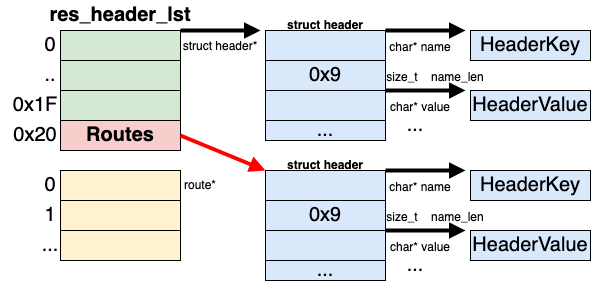 res_header_lst
0
..
0x1F
0x20
Routes
struct header*
struct header
0x9
...
char* name
size_t name_len
char* value
...
HeaderKey
HeaderValue
0
1
...
route*
struct header
0x9
...
char* name
size_t name_len
char* value
...
HeaderKey
HeaderValue